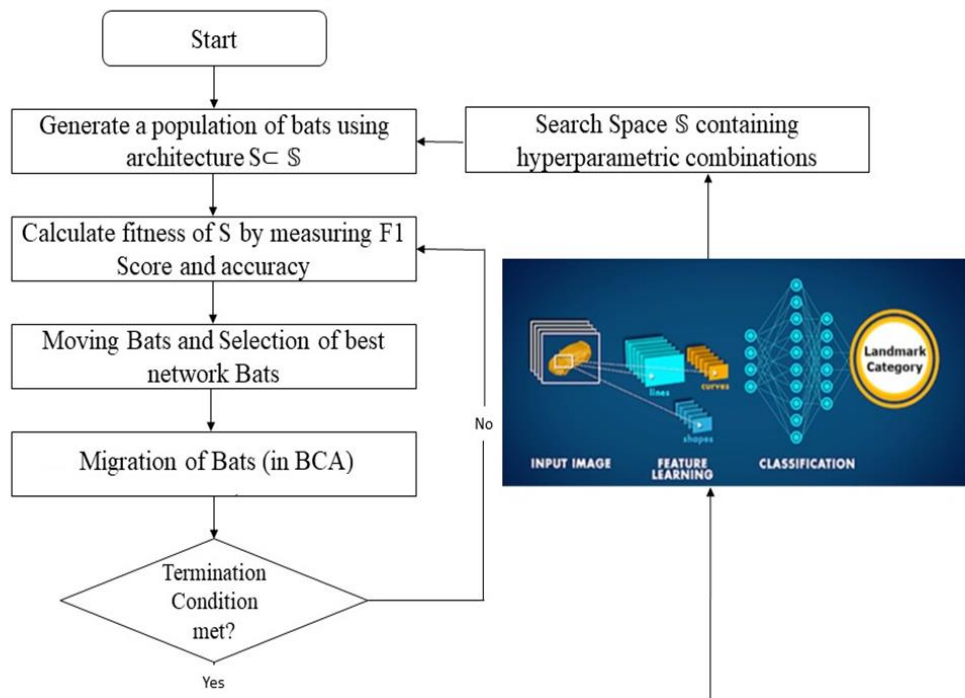 Start
Generate a population of bats using
architecture S⊂ 𝕊
Search Space 𝕊 containing
hyperparametric combinations
Calculate fitness of S by measuring F1
Score and accuracy
Moving Bats and Selection of best
network Bats
Migration of Bats (in BCA)
Termination
Condition
met?
No
Yes
lines
curves
shapes
Landmark
Category
INPUT IMAGE
FEATURE
LEARNING
CLASSIFICATION